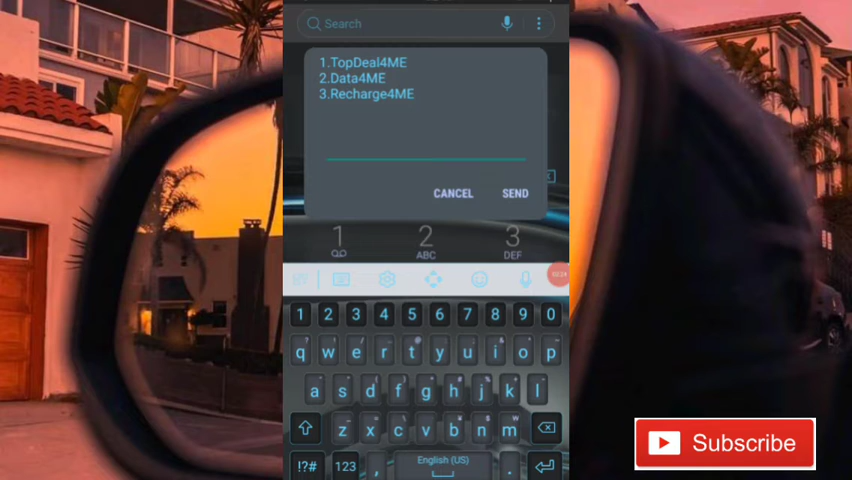 Search
1.TopDeal4ME
2.Data4ME
3.Recharge4ME
CANCEL SEND
1 2 3
ABC DEF
1 2 3 4 5 6 7 8 9 0
q w e r t y u i o p
a s d f g h j k l
z x c v b n m
!?# 123 , English (US) .
Subscribe